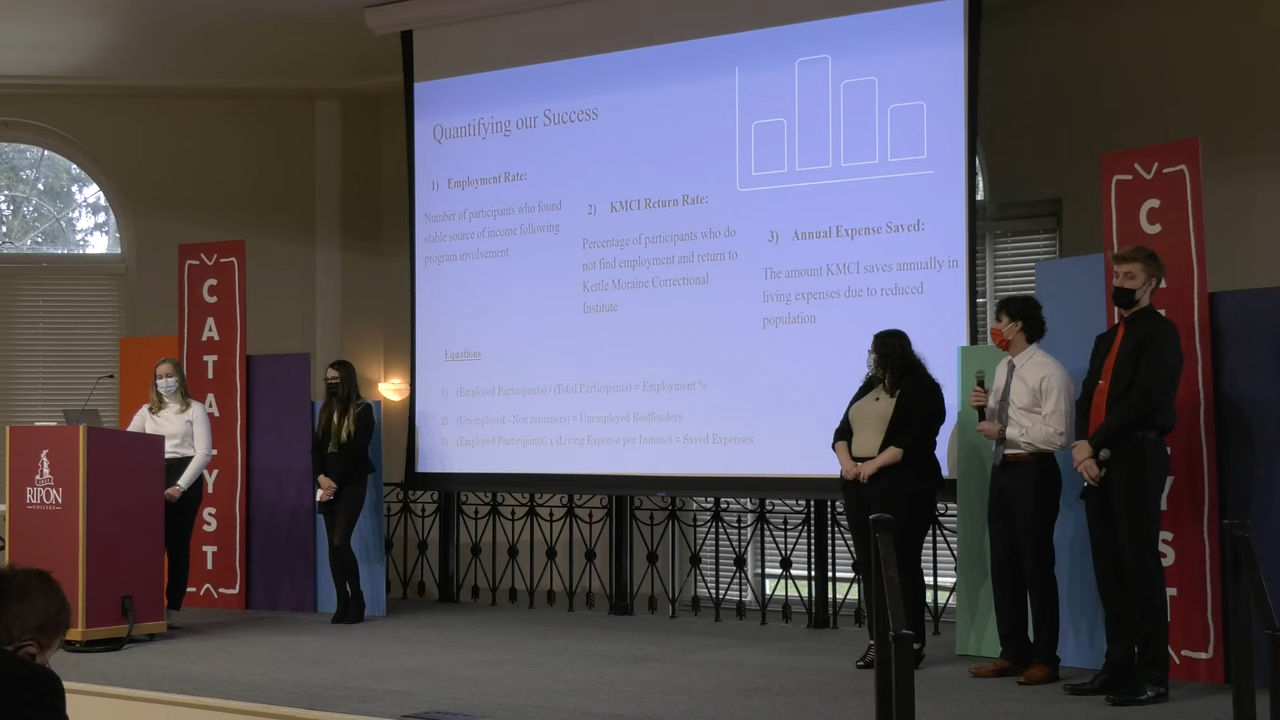 Quantifying our Success
1) Employment Rate:
Number of participants who found
stable source of income following
program involvement
2) KMCI Return Rate:
Percentage of participants who do
not find employment and return to
Kettle Moraine Correctional
Institute
3) Annual Expense Saved:
The amount KMCI saves annually in
living expenses due to reduced
population
Equations
1) (Employed Participants) / (Total Participants) = Employment %
2) (Unemployed - Non returners) = Unemployed Reoffenders
3) (Employed Participants) x (Living Expense per Inmate) = Saved Expenses
CATALYST
RIPON
COLLEGE
C
Y
S
T